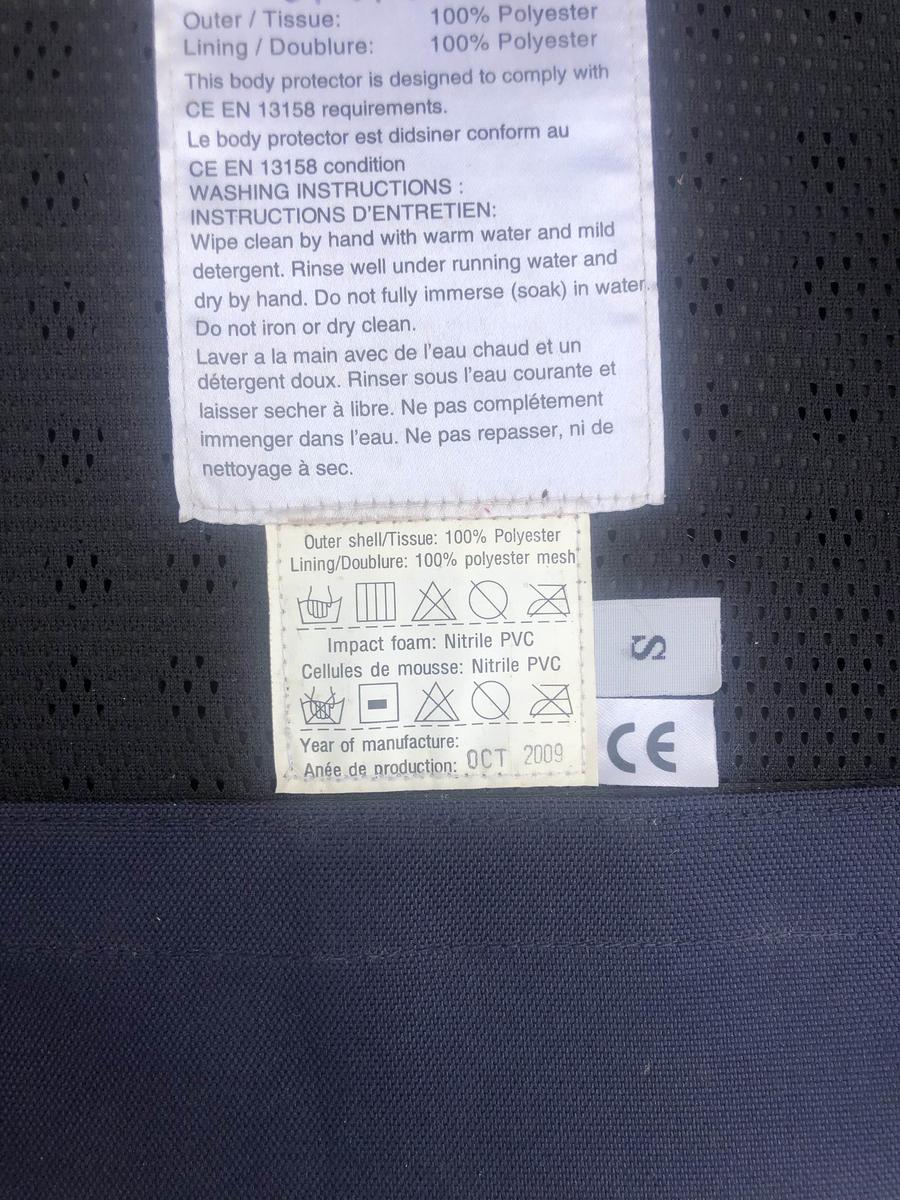 Outer / Tissue: 100% Polyester
Lining / Doublure: 100% Polyester
This body protector is designed to comply with
CE EN 13158 requirements.
Le body protector est didsiner conform au
CE EN 13158 condition
WASHING INSTRUCTIONS :
INSTRUCTIONS D'ENTRETIEN:
Wipe clean by hand with warm water and mild
detergent. Rinse well under running water and
dry by hand. Do not fully immerse (soak) in water.
Do not iron or dry clean.
Laver a la main avec de l'eau chaud et un
détergent doux. Rinser sous l'eau courante et
laisser secher à libre. Ne pas complétement
immenger dans l'eau. Ne pas repasser, ni de
nettoyage à sec.
Outer shell/Tissue: 100% Polyester
Lining/Doublure: 100% polyester mesh
Impact foam: Nitrile PVC
Cellules de mousse: Nitrile PVC
Year of manufacture:
Anée de production: OCT 2009
S
CE